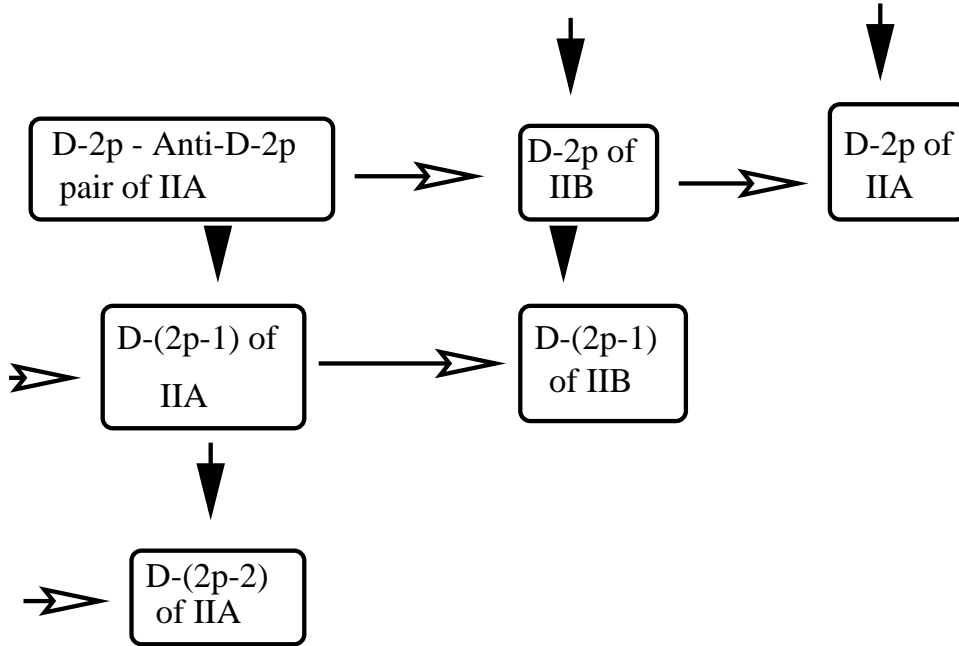 D-2p - Anti-D-2p
pair of IIA
D-2p of
IIB
D-2p of
IIA
D-(2p-1) of
IIA
D-(2p-1)
of IIB
D-(2p-2)
of IIA